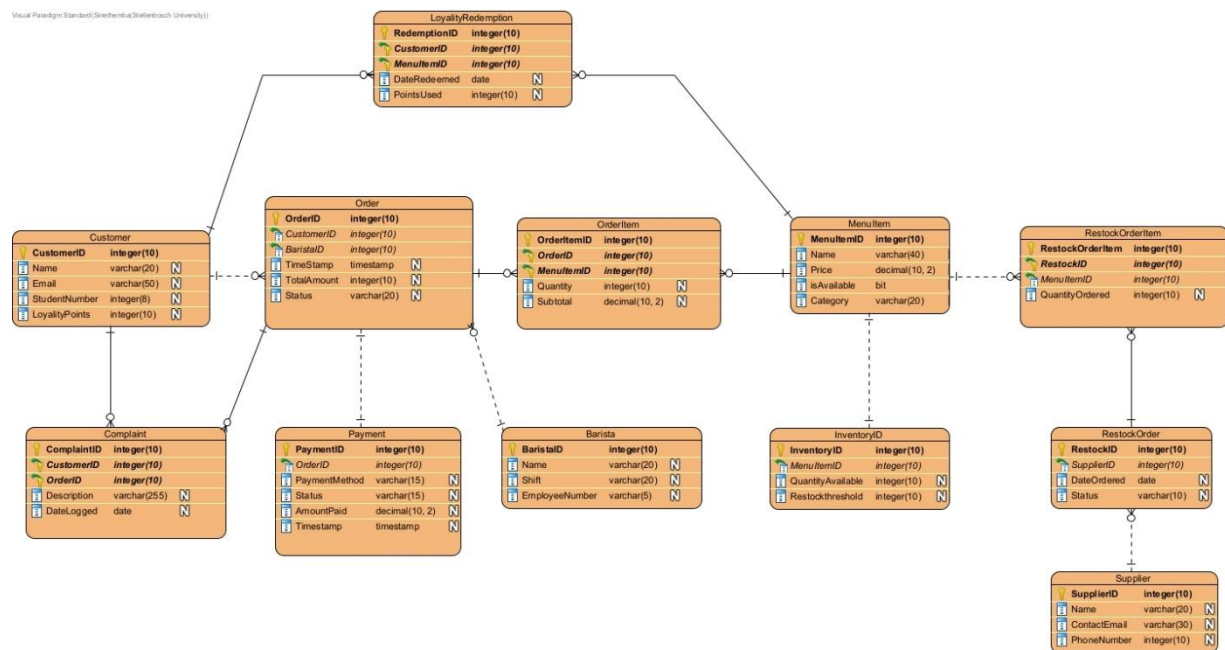 Visual Paradigm Standard(Sinethemba(Stellenbosch University))
LoyalityRedemption
RedemptionID integer(10)
CustomerID integer(10)
MenuItemID integer(10)
DateRedeemed date N
PointsUsed integer(10) N
Customer
CustomerID integer(10)
Name varchar(20) N
Email varchar(50) N
StudentNumber integer(8) N
LoyalityPoints integer(10) N
Order
OrderID integer(10)
CustomerID integer(10)
BaristaID integer(10)
TimeStamp timestamp N
TotalAmount integer(10) N
Status varchar(20) N
OrderItem
OrderItemID integer(10)
OrderID integer(10)
MenuItemID integer(10)
Quantity integer(10) N
Subtotal decimal(10, 2) N
MenuItem
MenuItemID integer(10)
Name varchar(40)
Price decimal(10, 2)
isAvailable bit
Category varchar(20)
RestockOrderItem
RestockOrderItem integer(10)
RestockID integer(10)
MenuItemID integer(10)
QuantityOrdered integer(10) N
Complaint
ComplaintID integer(10)
CustomerID integer(10)
OrderID integer(10)
Description varchar(255) N
DateLogged date N
Payment
PaymentID integer(10)
OrderID integer(10)
PaymentMethod varchar(15) N
Status varchar(15) N
AmountPaid decimal(10, 2) N
Timestamp timestamp N
Barista
BaristaID integer(10)
Name varchar(20) N
Shift varchar(20) N
EmployeeNumber varchar(5) N
InventoryID
InventoryID integer(10)
MenuItemID integer(10)
QuantityAvailable integer(10) N
Restockthreshold integer(10) N
RestockOrder
RestockID integer(10)
SupplierID integer(10)
DateOrdered date N
Status varchar(10) N
Supplier
SupplierID integer(10)
Name varchar(20) N
ContactEmail varchar(30) N
PhoneNumber integer(10) N